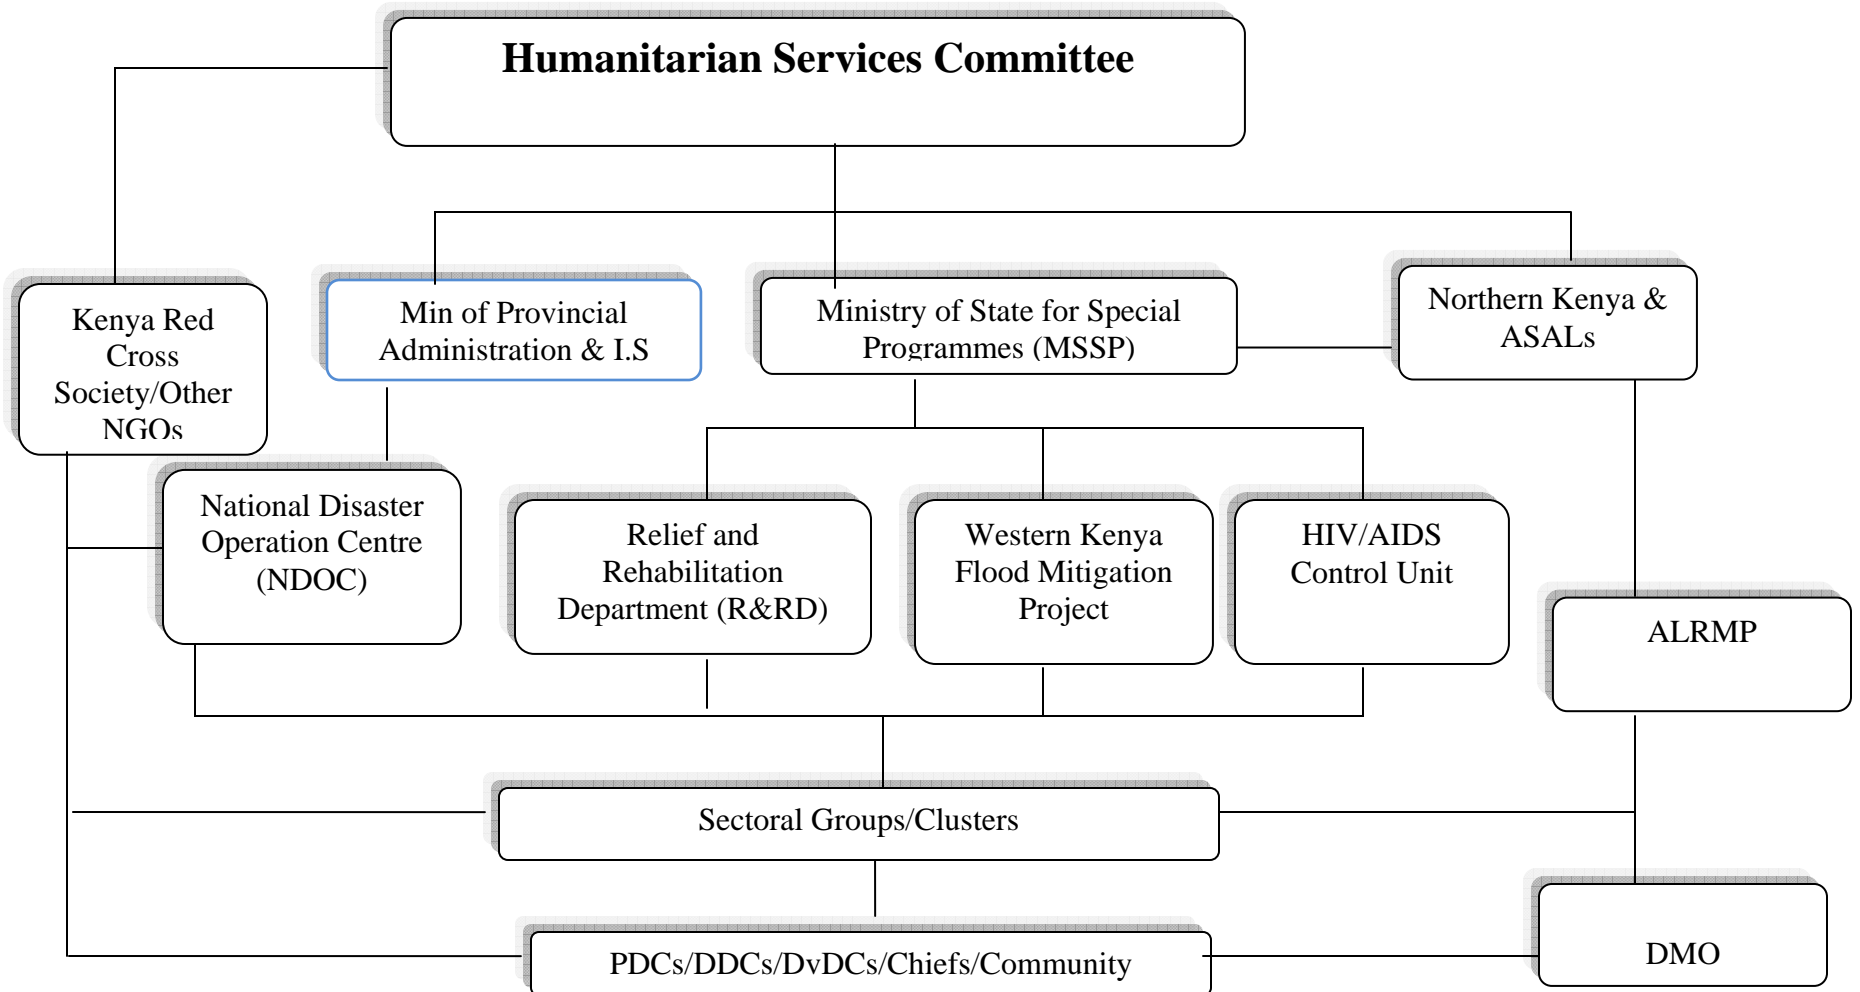 Humanitarian Services Committee
Kenya Red
Cross
Society/Other
NGOs
Min of Provincial
Administration & I.S
Ministry of State for Special
Programmes (MSSP)
Northern Kenya &
ASALs
National Disaster
Operation Centre
(NDOC)
Relief and
Rehabilitation
Department (R&RD)
Western Kenya
Flood Mitigation
Project
HIV/AIDS
Control Unit
ALRMP
Sectoral Groups/Clusters
DMO
PDCs/DDCs/DvDCs/Chiefs/Community